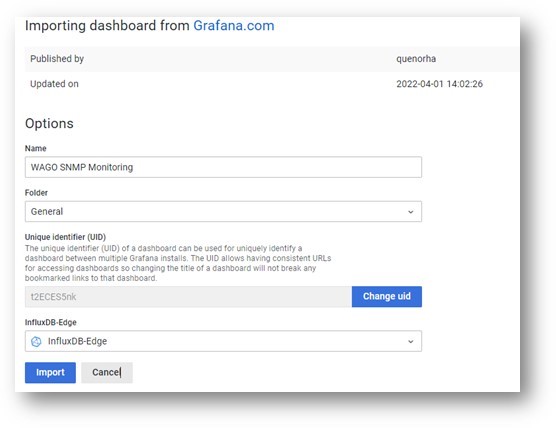 Importing dashboard from Grafana.com
Published by quenorha
Updated on 2022-04-01 14:02:26
Options
Name
WAGO SNMP Monitoring
Folder
General
Unique identifier (UID)
The unique identifier (UID) of a dashboard can be used for uniquely identify a
dashboard between multiple Grafana installs. The UID allows having consistent URLs
for accessing dashboards so changing the title of a dashboard will not break any
bookmarked links to that dashboard.
t2ECES5nk Change uid
InfluxDB-Edge
InfluxDB-Edge
Import Cancel